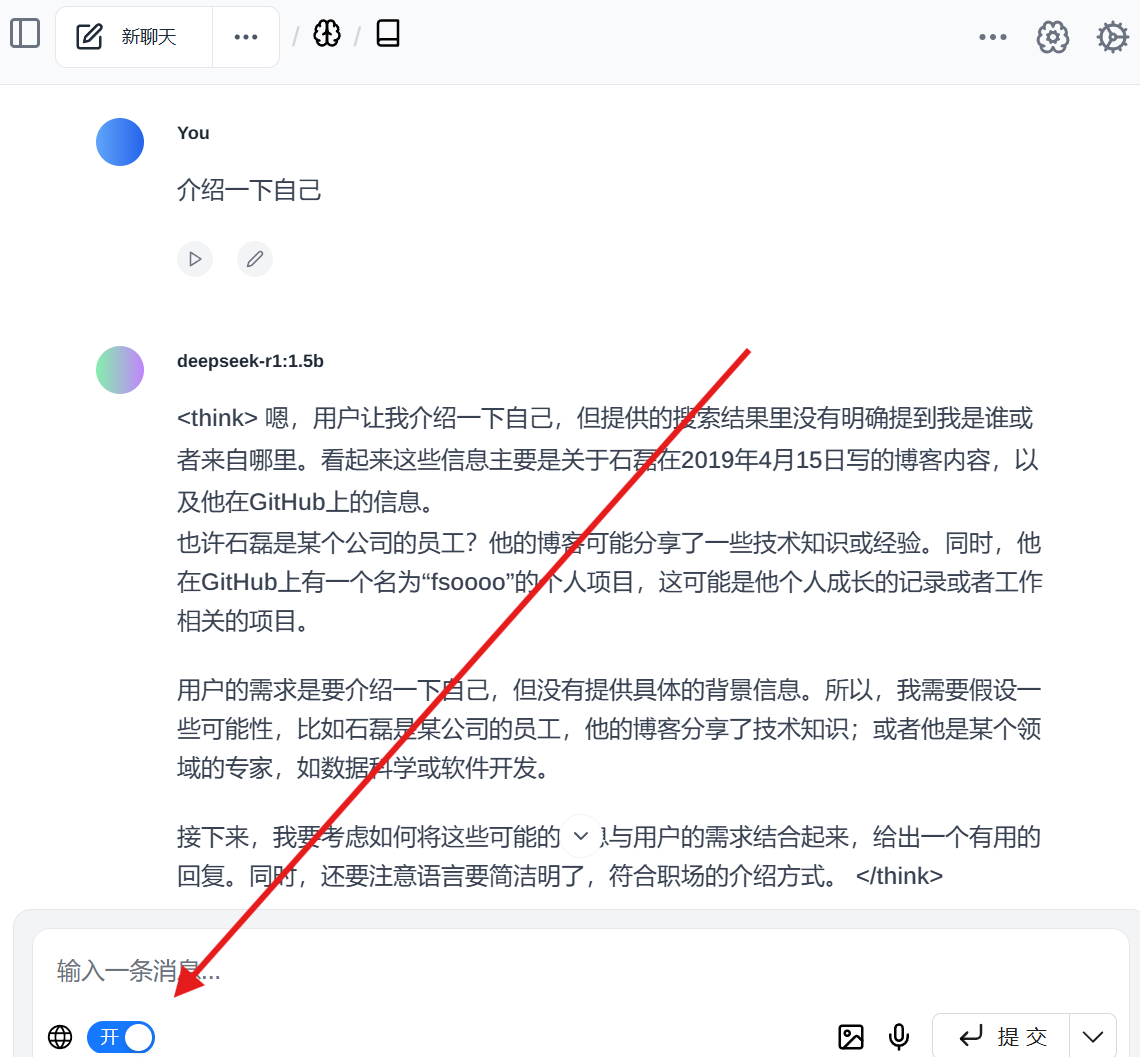 新聊天
You
介绍一下自己
deepseek-r1:1.5b
<think> 嗯，用户让我介绍一下自己，但提供的搜索结果里没有明确提到我是谁或
者来自哪里。看起来这些信息主要是关于石磊在2019年4月15日写的博客内容，以
及他在GitHub上的信息。
也许石磊是某个公司的员工？他的博客可能分享了一些技术知识或经验。同时，他
在GitHub上有一个名为“fsoooo”的个人项目，这可能是他个人成长的记录或者工作
相关的项目。
用户的需求是要介绍一下自己，但没有提供具体的背景信息。所以，我需要假设一
些可能性，比如石磊是某公司的员工，他的博客分享了技术知识；或者他是某个领
域的专家，如数据科学或软件开发。
接下来，我要考虑如何将这些可能的 与用户的需求结合起来，给出一个有用的
回复。同时，还要注意语言要简洁明了，符合职场的介绍方式。 </think>
输入一条消息...
开
提 交